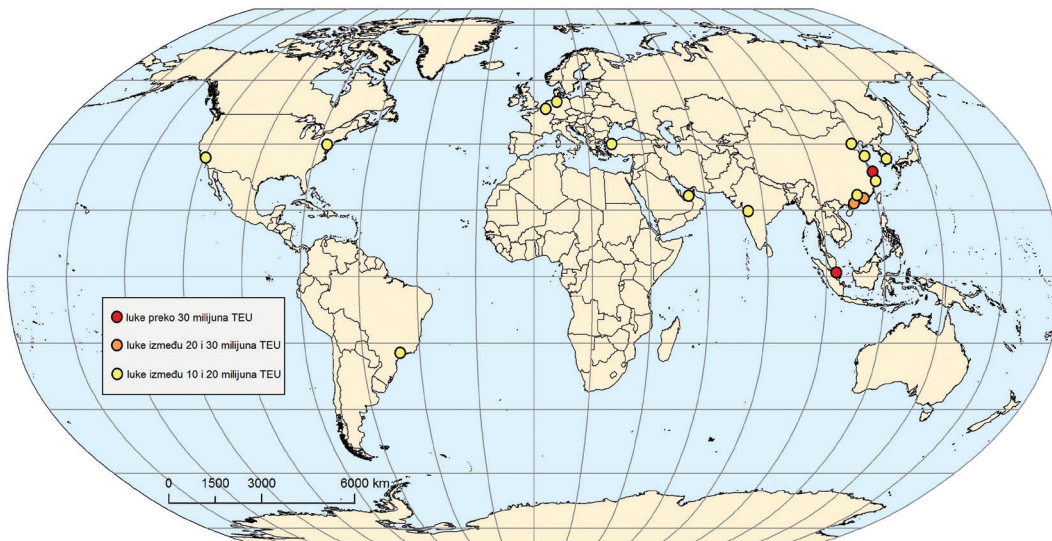 luke preko 30 milijuna TEU
luke između 20 i 30 milijuna TEU
luke između 10 i 20 milijuna TEU
0 1500 3000 6000 km